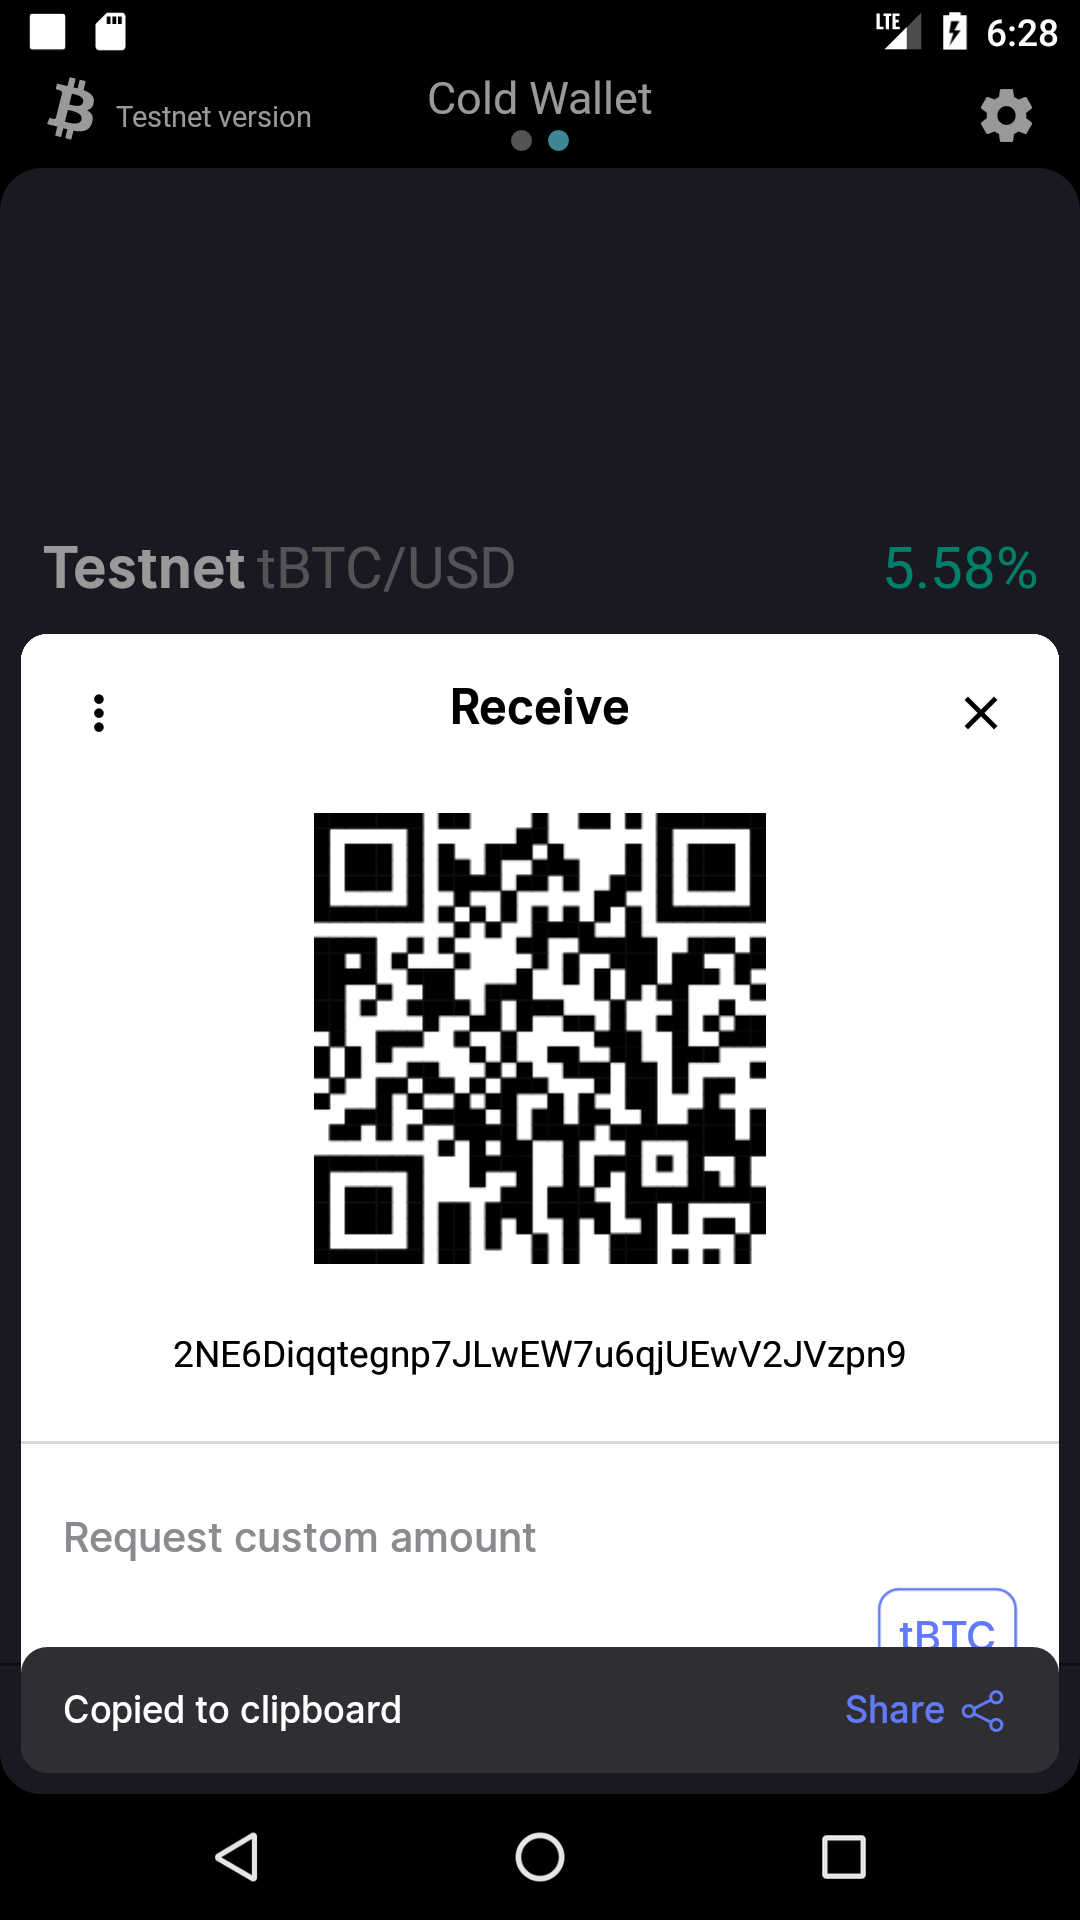 LTE 6:28
Testnet version
Cold Wallet
Testnet tBTC/USD 5.58%
Receive
2NE6Diqqtegnp7JLwEW7u6qjUEwV2JVzpn9
Request custom amount
tBTC
Copied to clipboard Share